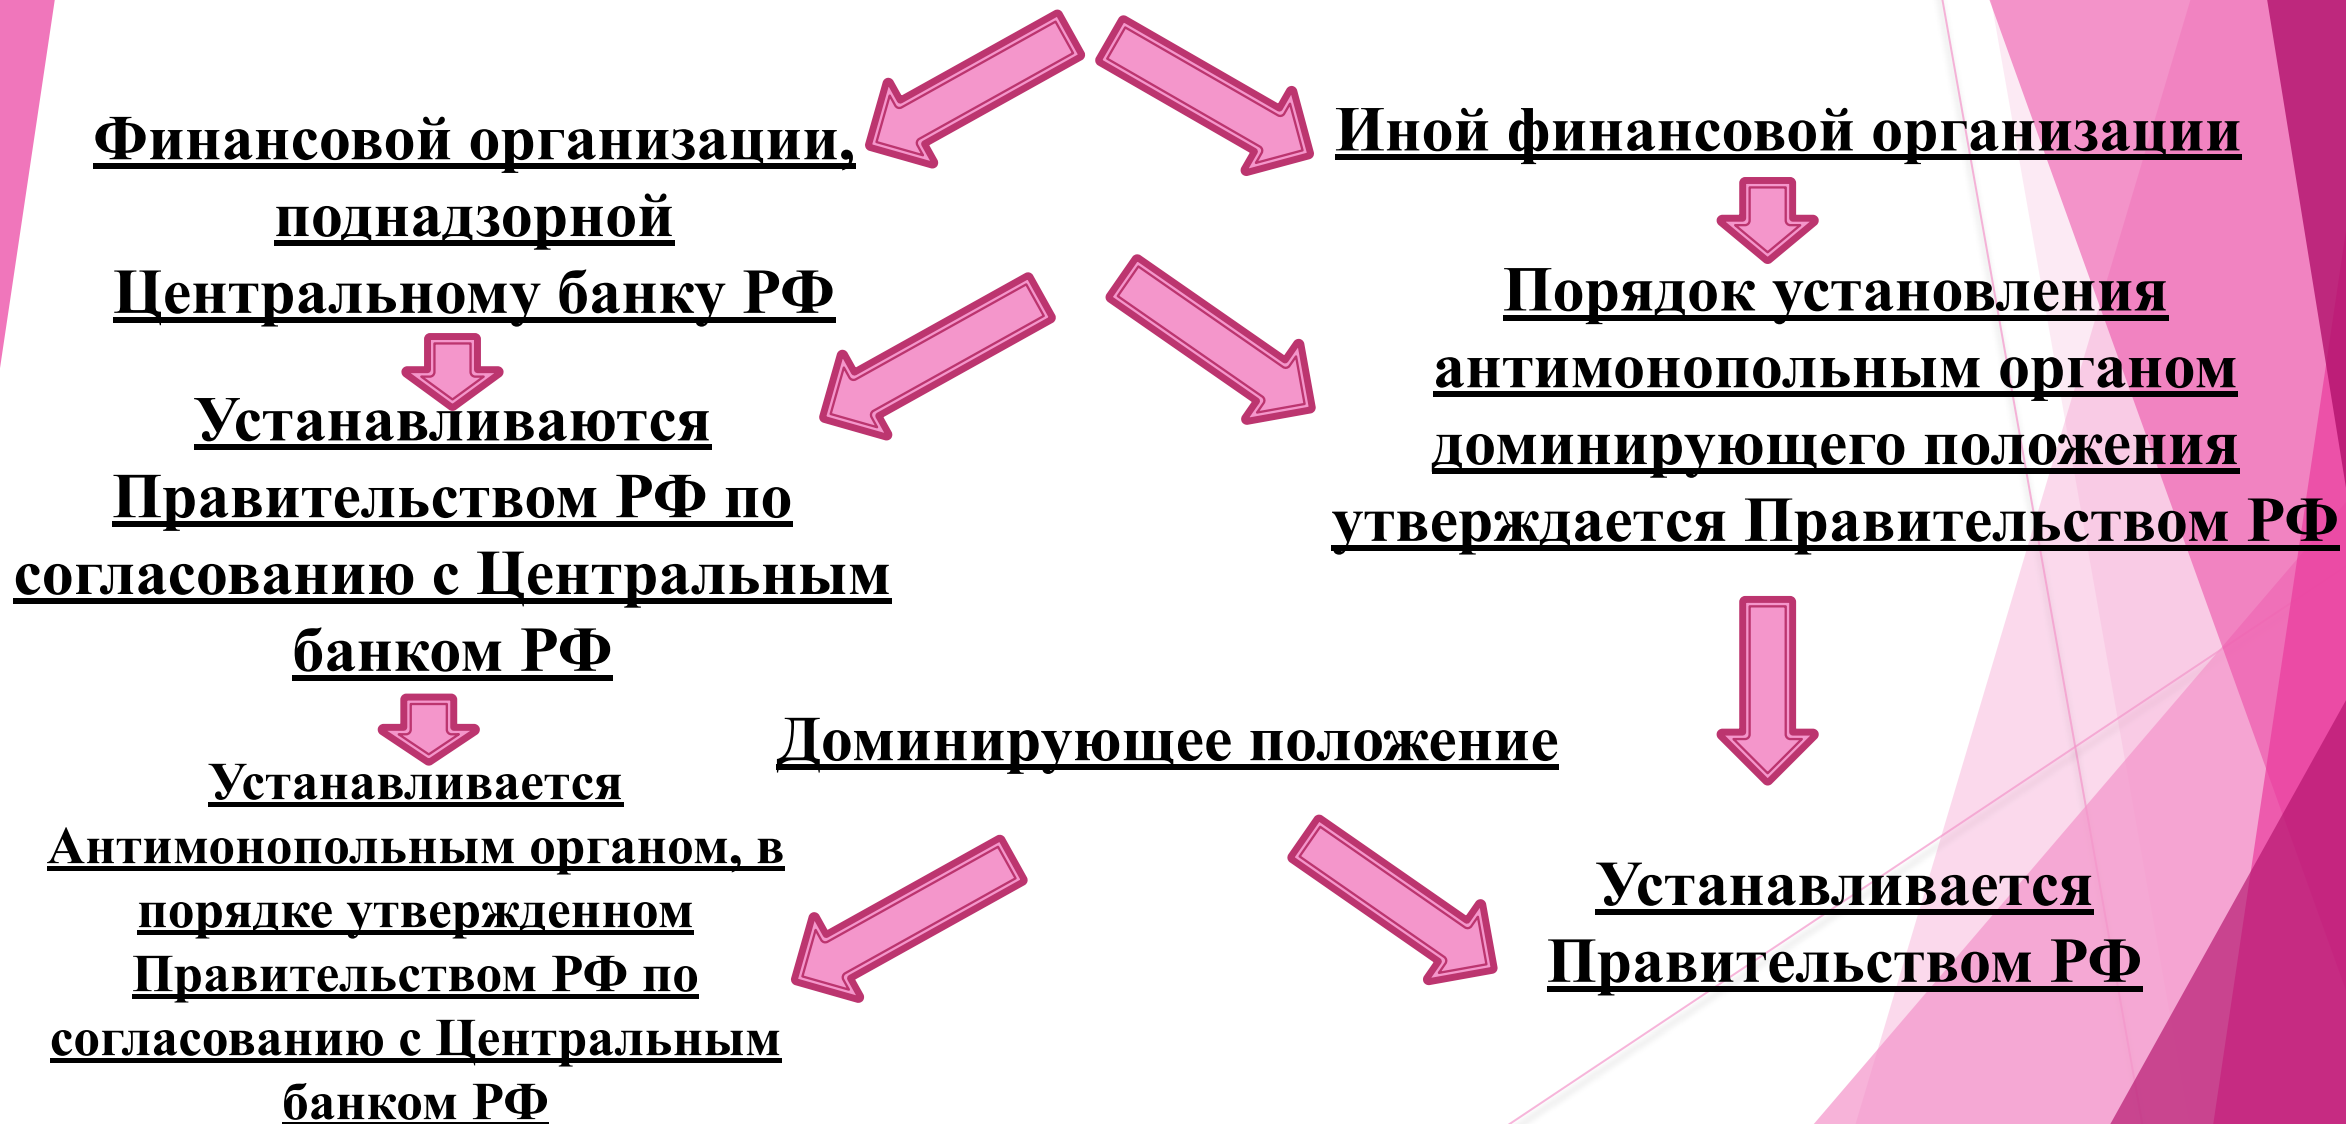 Финансовой организации,
поднадзорной
Центральному банку РФ
Устанавливаются
Правительством РФ по
согласованию с Центральным
банком РФ
Устанавливается
Антимонопольным органом, в
порядке утвержденном
Правительством РФ по
согласованию с Центральным
банком РФ
Доминирующее положение
Иной финансовой организации
Порядок установления
антимонопольным органом
доминирующего положения
утверждается Правительством РФ
Устанавливается
Правительством РФ